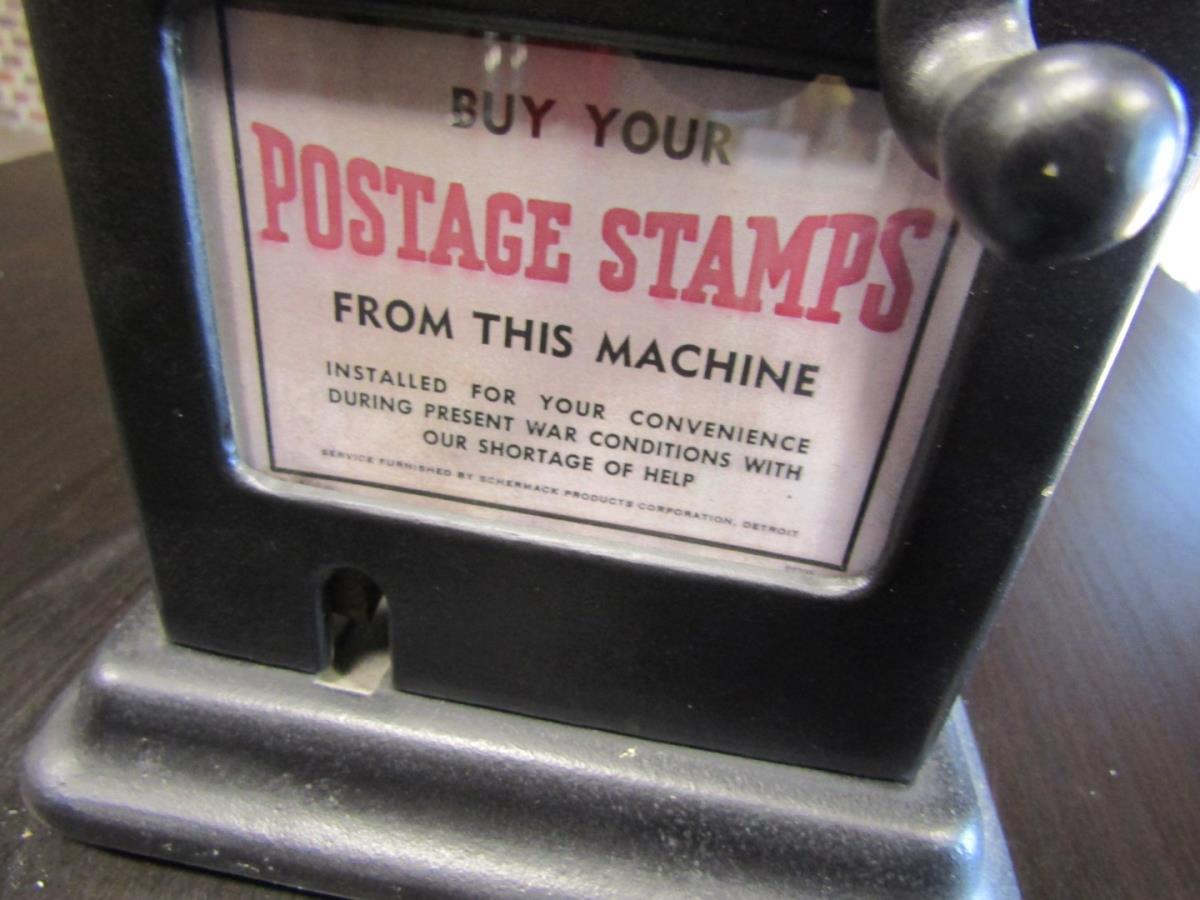 BUY YOUR
POSTAGE STAMPS
FROM THIS MACHINE
INSTALLED FOR YOUR CONVENIENCE
DURING PRESENT WAR CONDITIONS WITH
OUR SHORTAGE OF HELP
SERVICE FURNISHED BY SCHERMACK PRODUCTS CORPORATION, DETROIT